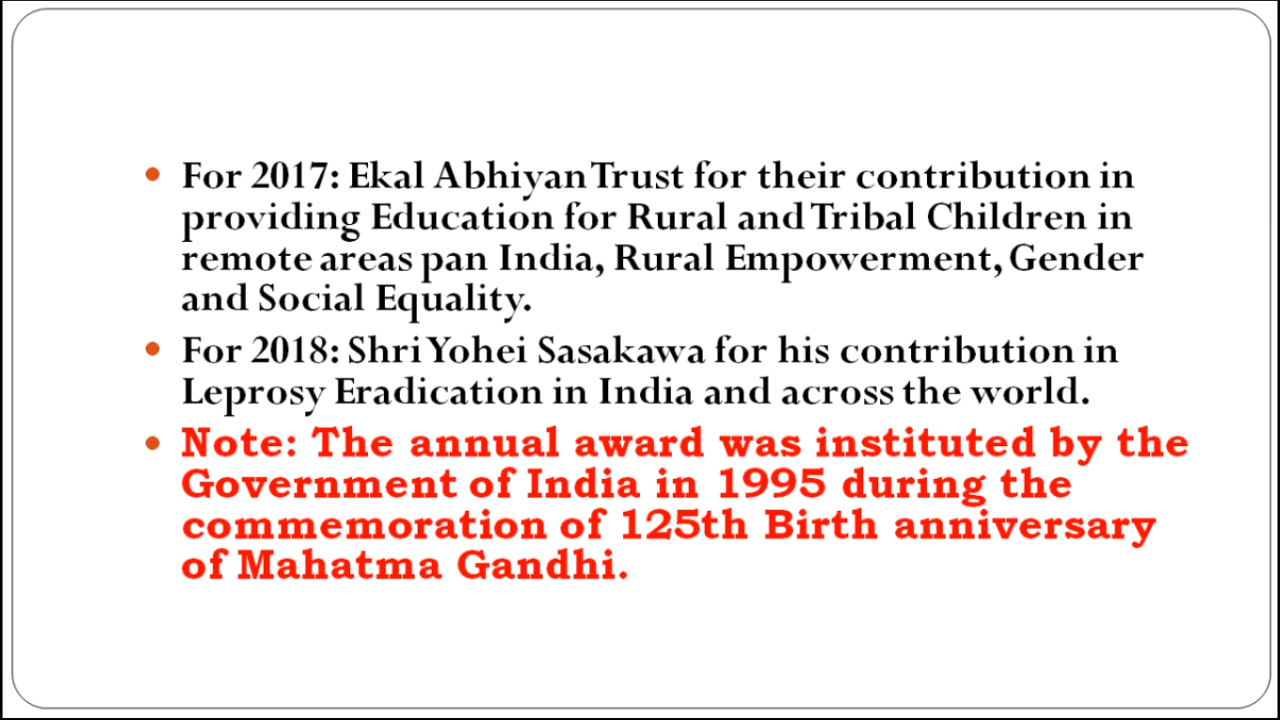 For 2017: Ekal Abhiyan Trust for their contribution in
providing Education for Rural and Tribal Children in
remote areas pan India, Rural Empowerment, Gender
and Social Equality.
For 2018: Shri Yohei Sasakawa for his contribution in
Leprosy Eradication in India and across the world.
Note: The annual award was instituted by the
Government of India in 1995 during the
commemoration of 125th Birth anniversary
of Mahatma Gandhi.